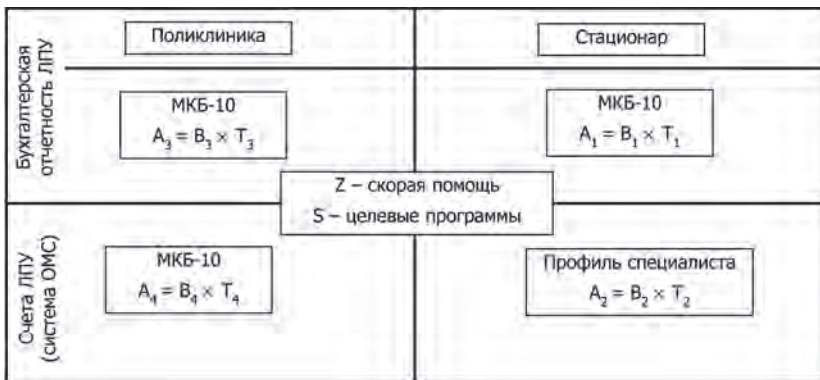 Поликлиника
Стационар
Бухгалтерская
отчетность ЛПУ
МКБ-10
A₃ = B₃ × T₃
МКБ-10
A₁ = B₁ × T₁
Z – скорая помощь
S – целевые программы
Счета ЛПУ
(система ОМС)
МКБ-10
A₄ = B₄ × T₄
Профиль специалиста
A₂ = B₂ × T₂